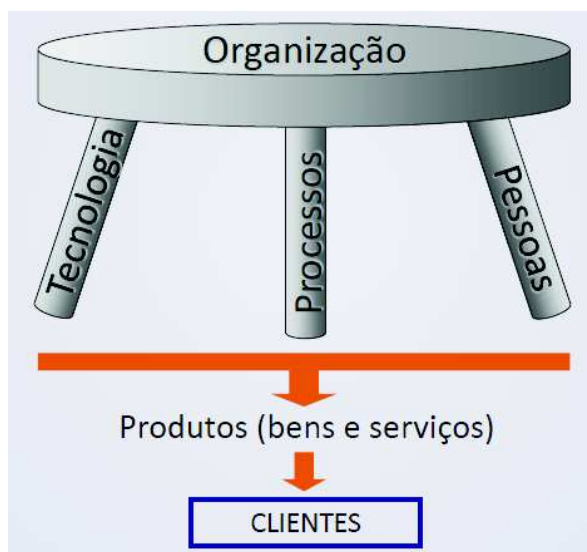 Organização
Tecnologia
Processos
Pessoas
Produtos (bens e serviços)
CLIENTES